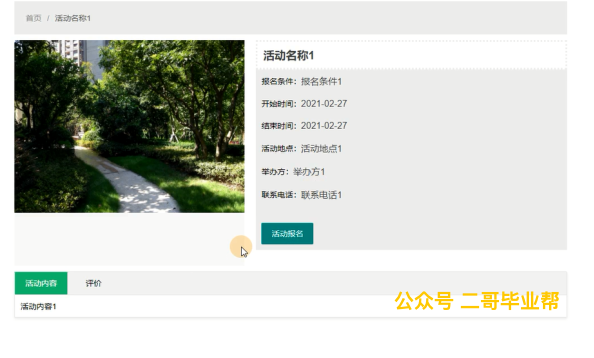 首页 / 活动名称1
活动名称1
报名条件：报名条件1
开始时间：2021-02-27
结束时间：2021-02-27
活动地点：活动地点1
举办方：举办方1
联系电话：联系电话1
活动报名
活动内容 评价
活动内容1
公众号 二哥毕业帮